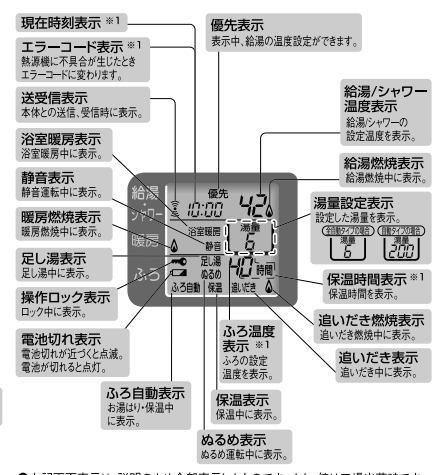 現在時刻表示 ※1
優先表示
表示中、給湯の温度設定ができます。
エラーコード表示 ※1
熱源機に不具合が生じたとき
エラーコードに変わります。
送受信表示
本体との送信、受信時に表示。
給湯/シャワー
温度表示
給湯/シャワーの
設定温度を表示。
浴室暖房表示
浴室暖房中に表示。
静音表示
静音運転中に表示。
給湯燃焼表示
給湯燃焼中に表示。
暖房燃焼表示
暖房燃焼中に表示。
湯量設定表示
設定した湯量を表示。
全自動タイプの場合
湯量
6
自動タイプの場合
湯量
200
足し湯表示
足し湯中に表示。
操作ロック表示
ロック中に表示。
保温時間表示 ※1
保温時間を表示。
電池切れ表示
電池切れが近づくと点滅。
電池が切れると点灯。
追いだき燃焼表示
追いだき燃焼中に表示。
追いだき表示
追いだき中に表示。
ふろ温度
表示 ※1
ふろの設定
温度を表示。
ふろ自動表示
お湯はり・保温中
に表示。
保温表示
保温中に表示。
ぬるめ表示
ぬるめ運転中に表示。
給湯
シャワー
暖房
ふろ
優先
10:00
42
浴室暖房
静音
湯量
6
足し湯
ぬるめ
40
時間
ふろ自動
保温
追いだき